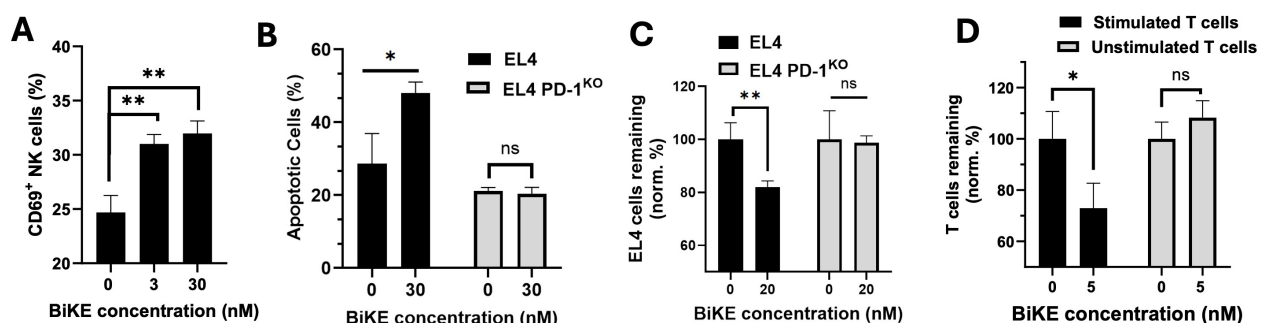 A
CD69⁺ NK cells (%)
40
35
30
25
20
**
**
0 3 30
BiKE concentration (nM)
B
Apoptotic Cells (%)
60
40
20
0
*
ns
EL4
EL4 PD-1ᴷᴼ
0 30 0 30
BiKE concentration (nM)
C
EL4
EL4 PD-1ᴷᴼ
EL4 cells remaining
(norm. %)
120
100
80
60
**
ns
0 20 0 20
BiKE concentration (nM)
D
Stimulated T cells
Unstimulated T cells
T cells remaining
(norm. %)
120
100
80
60
*
ns
0 5 0 5
BiKE concentration (nM)